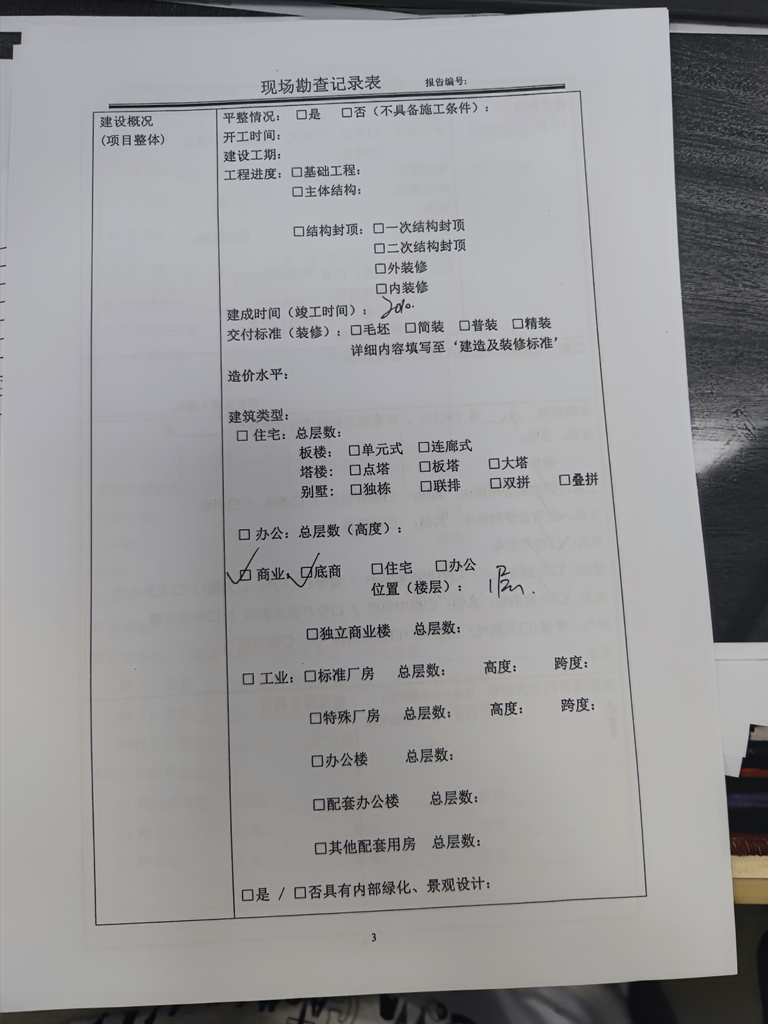 现场勘查记录表 报告编号:
建设概况
(项目整体)
平整情况: □是 □否(不具备施工条件):
开工时间:
建设工期:
工程进度:□基础工程:
□主体结构:
□结构封顶:□一次结构封顶
□二次结构封顶
□外装修
□内装修
建成时间(竣工时间):
交付标准(装修):□毛坯 □简装 □普装 □精装
详细内容填写至‘建造及装修标准’
造价水平:
建筑类型:
□ 住宅:总层数:
板楼: □单元式 □连廊式
塔楼: □点塔 □板塔 □大塔
别墅: □独栋 □联排 □双拼 □叠拼
□ 办公:总层数(高度):
☑ 商业: ☑底商 □住宅 □办公
位置(楼层): 1层
□独立商业楼 总层数:
□ 工业:□标准厂房 总层数: 高度: 跨度:
□特殊厂房 总层数: 高度: 跨度:
□办公楼 总层数:
□配套办公楼 总层数:
□其他配套用房 总层数:
□是 / □否具有内部绿化、景观设计:
3